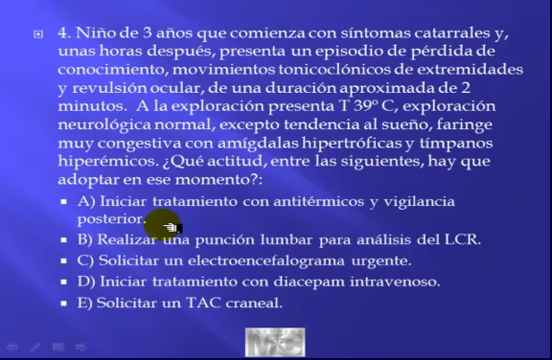 4. Niño de 3 años que comienza con síntomas catarrales y,
unas horas después, presenta un episodio de pérdida de
conocimiento, movimientos tonicoclónicos de extremidades
y revulsión ocular, de una duración aproximada de 2
minutos. A la exploración presenta T 39º C, exploración
neurológica normal, excepto tendencia al sueño, faringe
muy congestiva con amígdalas hipertróficas y tímpanos
hiperémicos. ¿Qué actitud, entre las siguientes, hay que
adoptar en ese momento?:
A) Iniciar tratamiento con antitérmicos y vigilancia
posterior.
B) Realizar una punción lumbar para análisis del LCR.
C) Solicitar un electroencefalograma urgente.
D) Iniciar tratamiento con diacepam intravenoso.
E) Solicitar un TAC craneal.